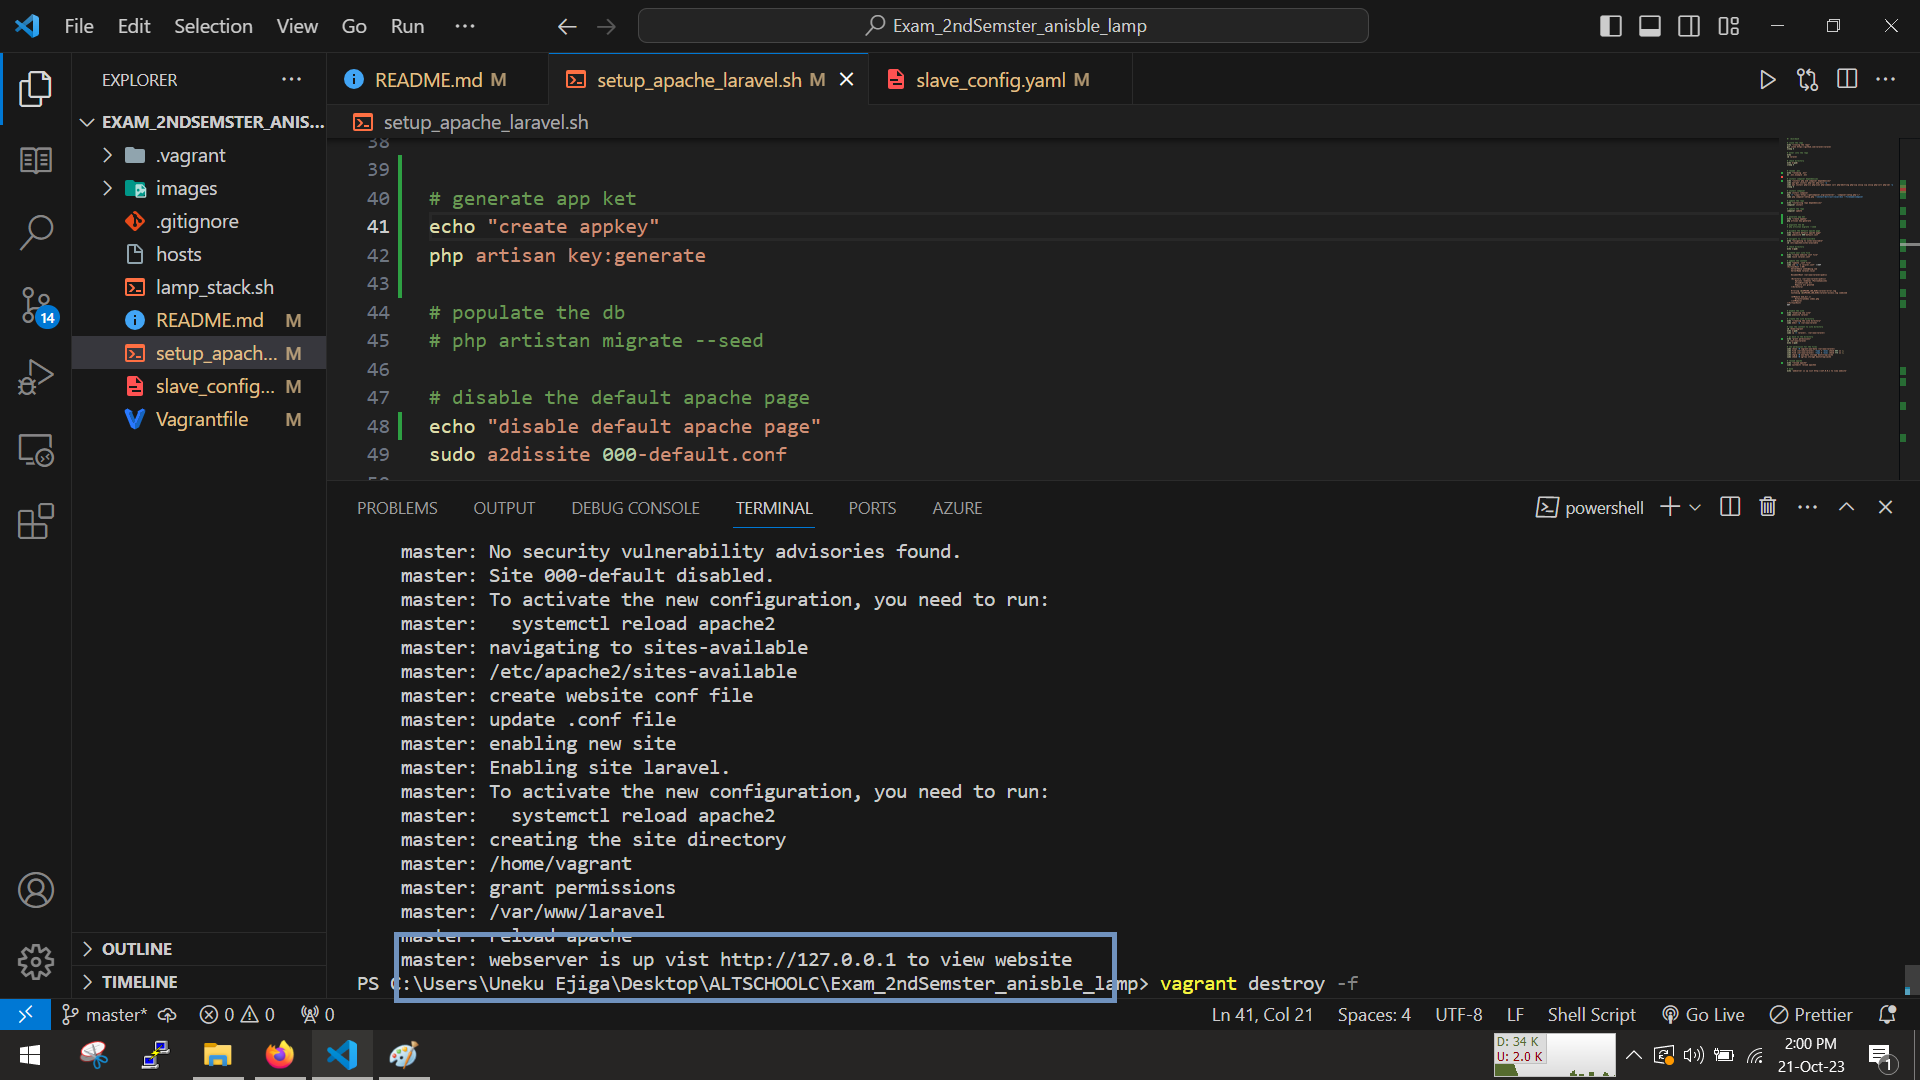 File Edit Selection View Go Run ···
Exam_2ndSemster_anisble_lamp
EXPLORER ···
EXAM_2NDSEMSTER_ANIS...
.vagrant
images
.gitignore
hosts
lamp_stack.sh
README.md M
setup_apach... M
slave_config... M
Vagrantfile M
OUTLINE
TIMELINE
14
README.md M
setup_apache_laravel.sh M
slave_config.yaml M
setup_apache_laravel.sh
38
39
40 # generate app ket
41 echo "create appkey"
42 php artisan key:generate
43
44 # populate the db
45 # php artistan migrate --seed
46
47 # disable the default apache page
48 echo "disable default apache page"
49 sudo a2dissite 000-default.conf
PROBLEMS OUTPUT DEBUG CONSOLE TERMINAL PORTS AZURE
powershell
master: No security vulnerability advisories found.
master: Site 000-default disabled.
master: To activate the new configuration, you need to run:
master:   systemctl reload apache2
master: navigating to sites-available
master: /etc/apache2/sites-available
master: create website conf file
master: update .conf file
master: enabling new site
master: Enabling site laravel.
master: To activate the new configuration, you need to run:
master:   systemctl reload apache2
master: creating the site directory
master: /home/vagrant
master: grant permissions
master: /var/www/laravel
master: reload apache
master: webserver is up vist http://127.0.0.1 to view website
PS C:\Users\Uneku Ejiga\Desktop\ALTSCHOOLC\Exam_2ndSemster_anisble_lamp> vagrant destroy -f
master* 0 0 0
Ln 41, Col 21 Spaces: 4 UTF-8 LF Shell Script Go Live Prettier
D: 34 K
U: 2.0 K
2:00 PM
21-Oct-23
1